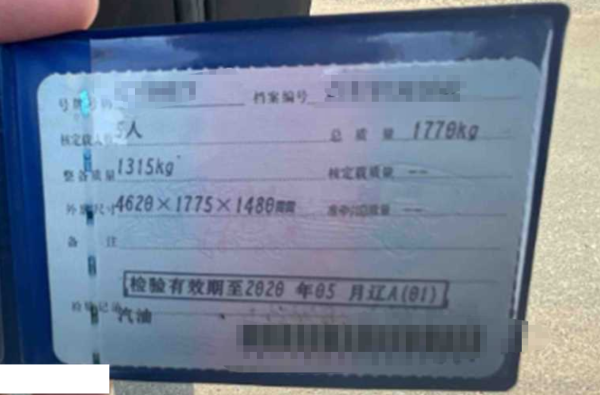 号牌号码 档案编号
核定载人数 5人 总质量 1770kg
整备质量 1315kg 核定载质量 --
外廓尺寸 4620×1775×1480mm 准牵引总质量 --
备注
检验有效期至2020年05月辽A(01)
检验记录
汽油